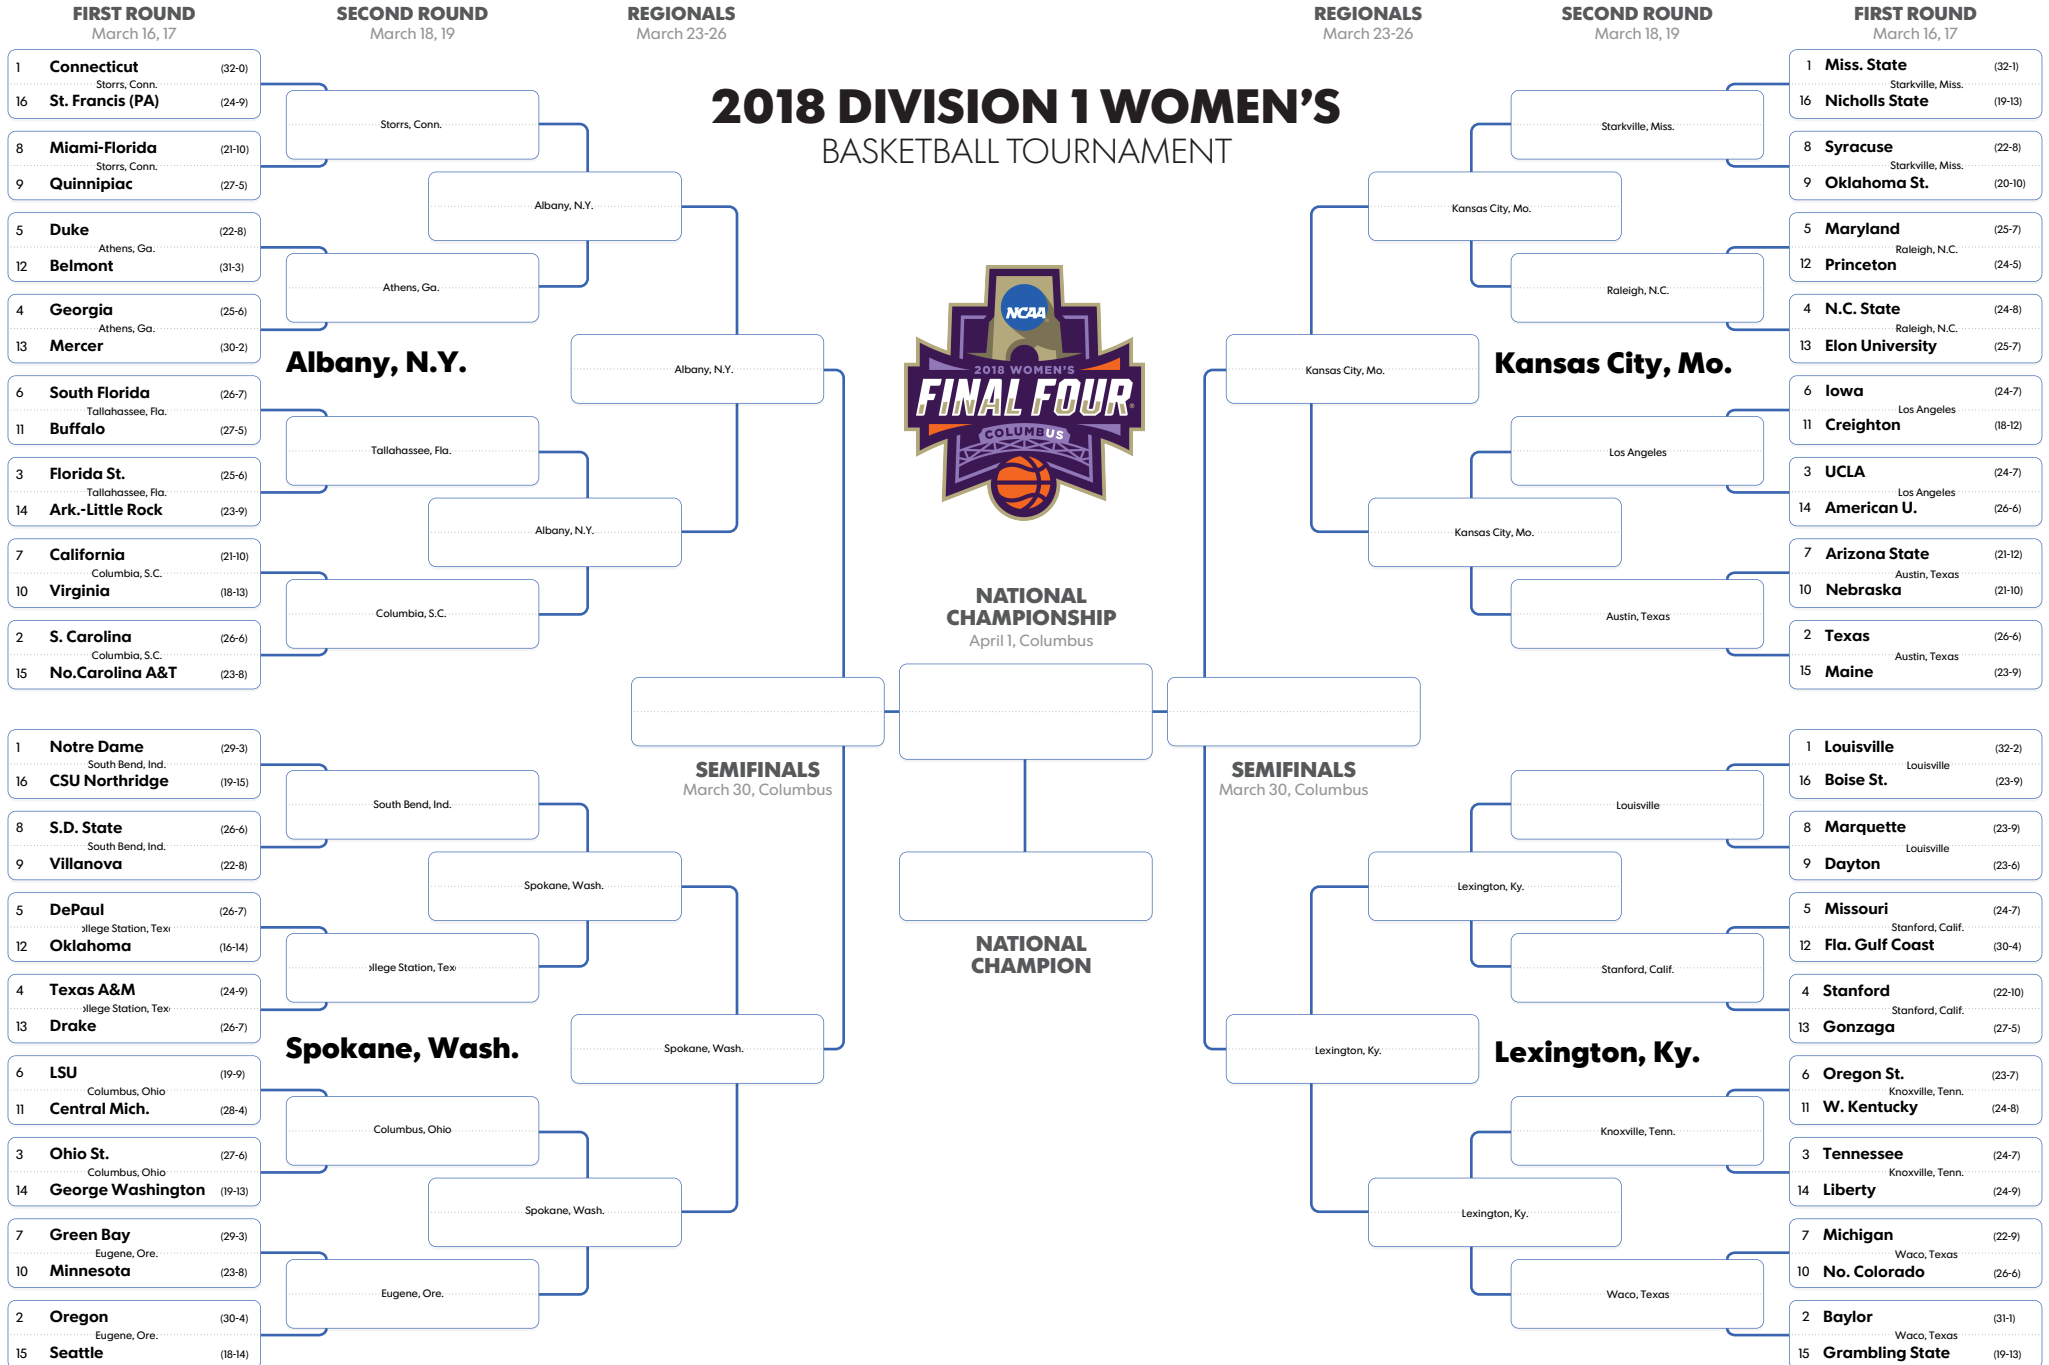 FIRST ROUND
March 16, 17
SECOND ROUND
March 18, 19
REGIONALS
March 23-26
REGIONALS
March 23-26
SECOND ROUND
March 18, 19
FIRST ROUND
March 16, 17
2018 DIVISION 1 WOMEN'S
BASKETBALL TOURNAMENT
1 Connecticut (32-0)
Storrs, Conn.
16 St. Francis (PA) (24-9)
8 Miami-Florida (21-10)
Storrs, Conn.
9 Quinnipiac (27-5)
5 Duke (22-8)
Athens, Ga.
12 Belmont (31-3)
4 Georgia (25-6)
Athens, Ga.
13 Mercer (30-2)
6 South Florida (26-7)
Tallahassee, Fla.
11 Buffalo (27-5)
3 Florida St. (25-6)
Tallahassee, Fla.
14 Ark.-Little Rock (23-9)
7 California (21-10)
Columbia, S.C.
10 Virginia (18-13)
2 S. Carolina (26-6)
Columbia, S.C.
15 No.Carolina A&T (23-8)
Storrs, Conn.
Athens, Ga.
Tallahassee, Fla.
Columbia, S.C.
Albany, N.Y.
Albany, N.Y.
Albany, N.Y.
Albany, N.Y.
1 Notre Dame (29-3)
South Bend, Ind.
16 CSU Northridge (19-15)
8 S.D. State (26-6)
South Bend, Ind.
9 Villanova (22-8)
5 DePaul (26-7)
llege Station, Tex
12 Oklahoma (16-14)
4 Texas A&M (24-9)
llege Station, Tex
13 Drake (26-7)
6 LSU (19-9)
Columbus, Ohio
11 Central Mich. (28-4)
3 Ohio St. (27-6)
Columbus, Ohio
14 George Washington (19-13)
7 Green Bay (29-3)
Eugene, Ore.
10 Minnesota (23-8)
2 Oregon (30-4)
Eugene, Ore.
15 Seattle (18-14)
South Bend, Ind.
llege Station, Tex
Columbus, Ohio
Eugene, Ore.
Spokane, Wash.
Spokane, Wash.
Spokane, Wash.
Spokane, Wash.
NCAA
2018 WOMEN'S
FINAL FOUR
COLUMBUS
NATIONAL
CHAMPIONSHIP
April 1, Columbus
SEMIFINALS
March 30, Columbus
SEMIFINALS
March 30, Columbus
NATIONAL
CHAMPION
1 Miss. State (32-1)
Starkville, Miss.
16 Nicholls State (19-13)
8 Syracuse (22-8)
Starkville, Miss.
9 Oklahoma St. (20-10)
5 Maryland (25-7)
Raleigh, N.C.
12 Princeton (24-5)
4 N.C. State (24-8)
Raleigh, N.C.
13 Elon University (25-7)
6 Iowa (24-7)
Los Angeles
11 Creighton (18-12)
3 UCLA (24-7)
Los Angeles
14 American U. (26-6)
7 Arizona State (21-12)
Austin, Texas
10 Nebraska (21-10)
2 Texas (26-6)
Austin, Texas
15 Maine (23-9)
Starkville, Miss.
Raleigh, N.C.
Los Angeles
Austin, Texas
Kansas City, Mo.
Kansas City, Mo.
Kansas City, Mo.
Kansas City, Mo.
1 Louisville (32-2)
Louisville
16 Boise St. (23-9)
8 Marquette (23-9)
Louisville
9 Dayton (23-6)
5 Missouri (24-7)
Stanford, Calif.
12 Fla. Gulf Coast (30-4)
4 Stanford (22-10)
Stanford, Calif.
13 Gonzaga (27-5)
6 Oregon St. (23-7)
Knoxville, Tenn.
11 W. Kentucky (24-8)
3 Tennessee (24-7)
Knoxville, Tenn.
14 Liberty (24-9)
7 Michigan (22-9)
Waco, Texas
10 No. Colorado (26-6)
2 Baylor (31-1)
Waco, Texas
15 Grambling State (19-13)
Louisville
Stanford, Calif.
Knoxville, Tenn.
Waco, Texas
Lexington, Ky.
Lexington, Ky.
Lexington, Ky.
Lexington, Ky.